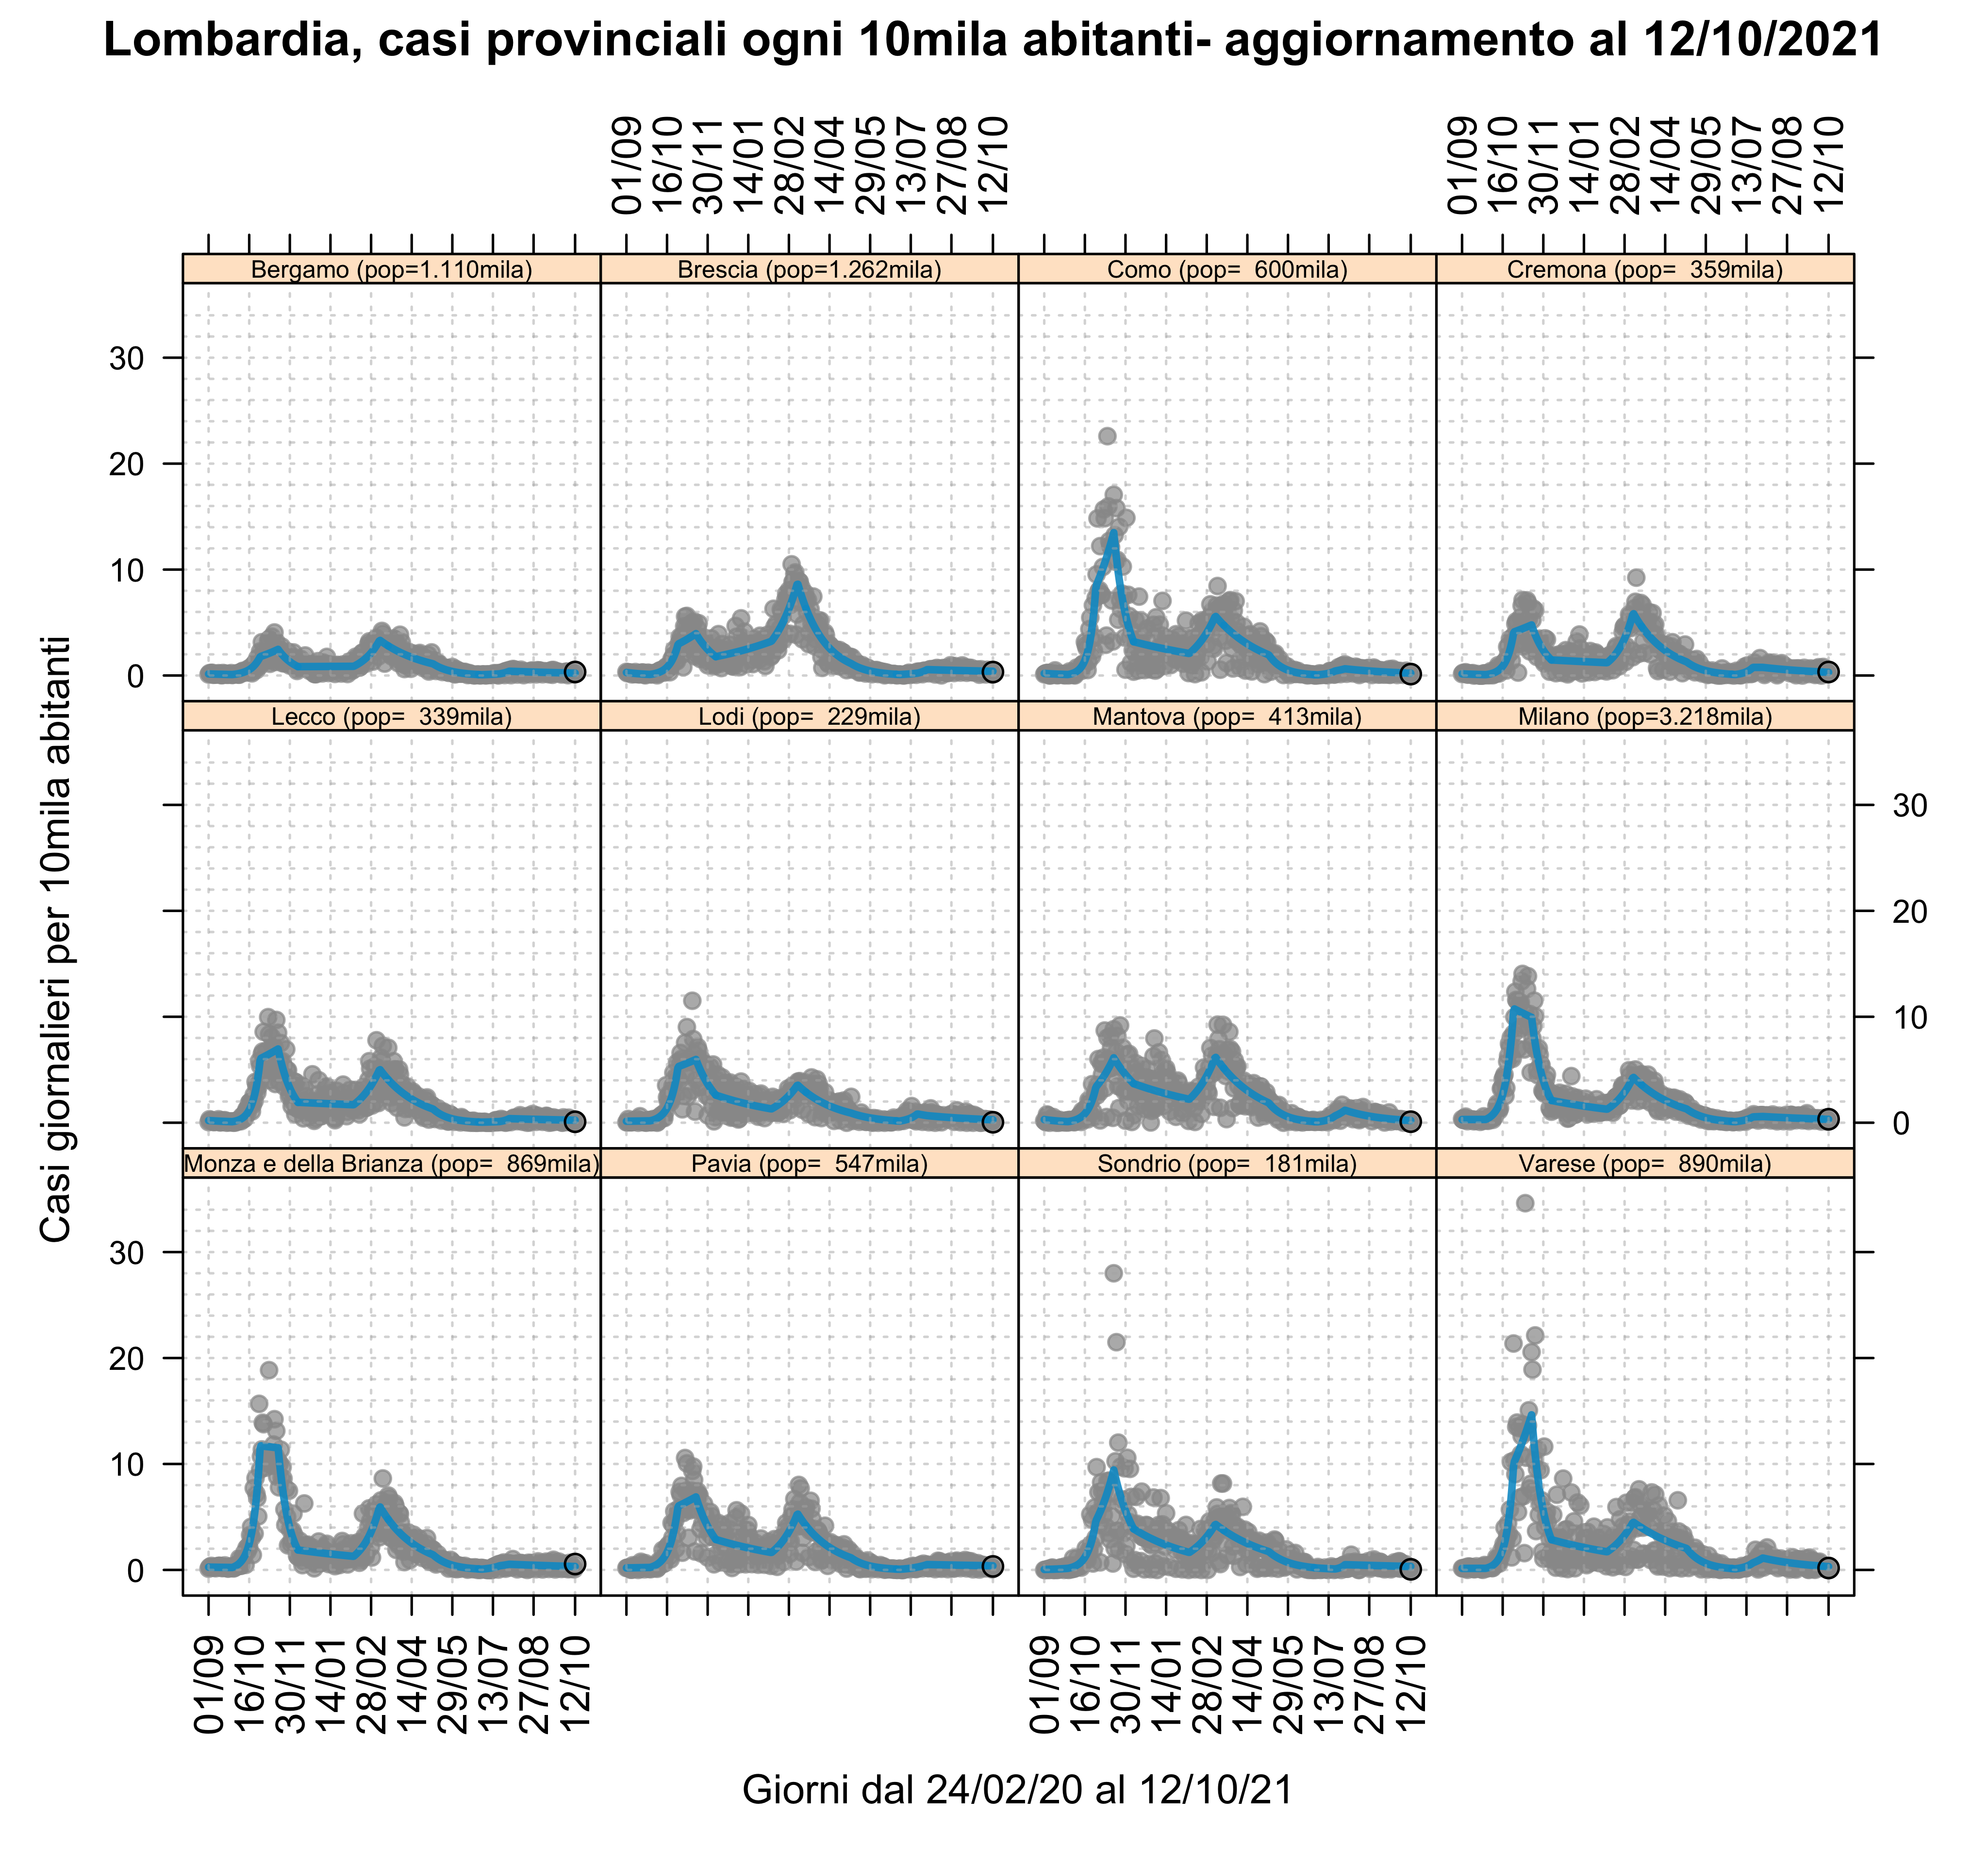 Lombardia, casi provinciali ogni 10mila abitanti- aggiornamento al 12/10/2021
01/09 16/10 30/11 14/01 28/02 14/04 29/05 13/07 27/08 12/10
01/09 16/10 30/11 14/01 28/02 14/04 29/05 13/07 27/08 12/10
Bergamo (pop=1.110mila)
Brescia (pop=1.262mila)
Como (pop=  600mila)
Cremona (pop=  359mila)
30
20
10
0
Lecco (pop=  339mila)
Lodi (pop=  229mila)
Mantova (pop=  413mila)
Milano (pop=3.218mila)
30
20
10
0
Monza e della Brianza (pop=  869mila)
Pavia (pop=  547mila)
Sondrio (pop=  181mila)
Varese (pop=  890mila)
30
20
10
0
Casi giornalieri per 10mila abitanti
01/09 16/10 30/11 14/01 28/02 14/04 29/05 13/07 27/08 12/10
01/09 16/10 30/11 14/01 28/02 14/04 29/05 13/07 27/08 12/10
Giorni dal 24/02/20 al 12/10/21